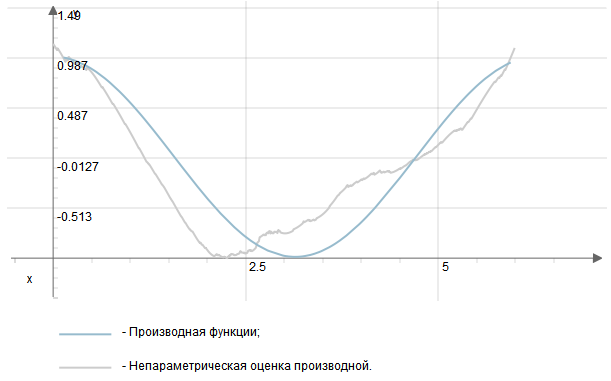 1.49
0.987
0.487
-0.0127
-0.513
2.5
5
x
- Производная функции;
- Непараметрическая оценка производной.